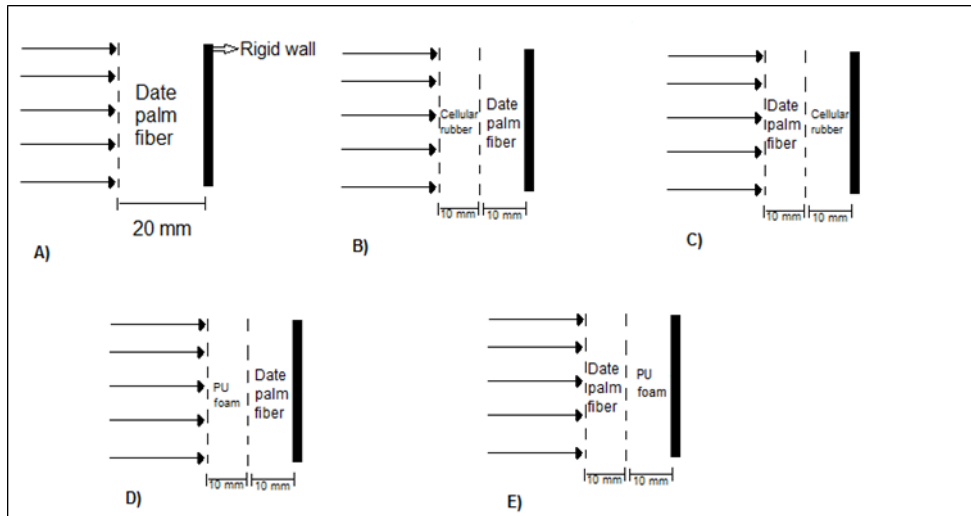 Rigid wall
Date
palm
fiber
20 mm
A)
Cellular
rubber
Date
palm
fiber
10 mm
10 mm
B)
Date
palm
fiber
Cellular
rubber
10 mm
10 mm
C)
PU
foam
Date
palm
fiber
10 mm
10 mm
D)
Date
palm
fiber
PU
foam
10 mm
10 mm
E)